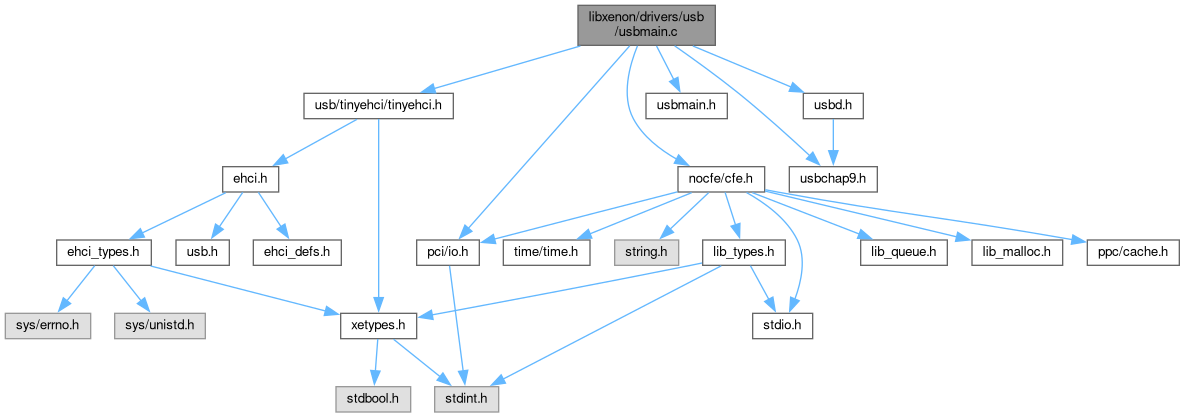 libxenon/drivers/usb
/usbmain.c
usb/tinyehci/tinyehci.h
usbmain.h
usbd.h
ehci.h
nocfe/cfe.h
usbchap9.h
ehci_types.h
usb.h
ehci_defs.h
pci/io.h
time/time.h
string.h
lib_types.h
lib_queue.h
lib_malloc.h
ppc/cache.h
sys/errno.h
sys/unistd.h
xetypes.h
stdio.h
stdbool.h
stdint.h